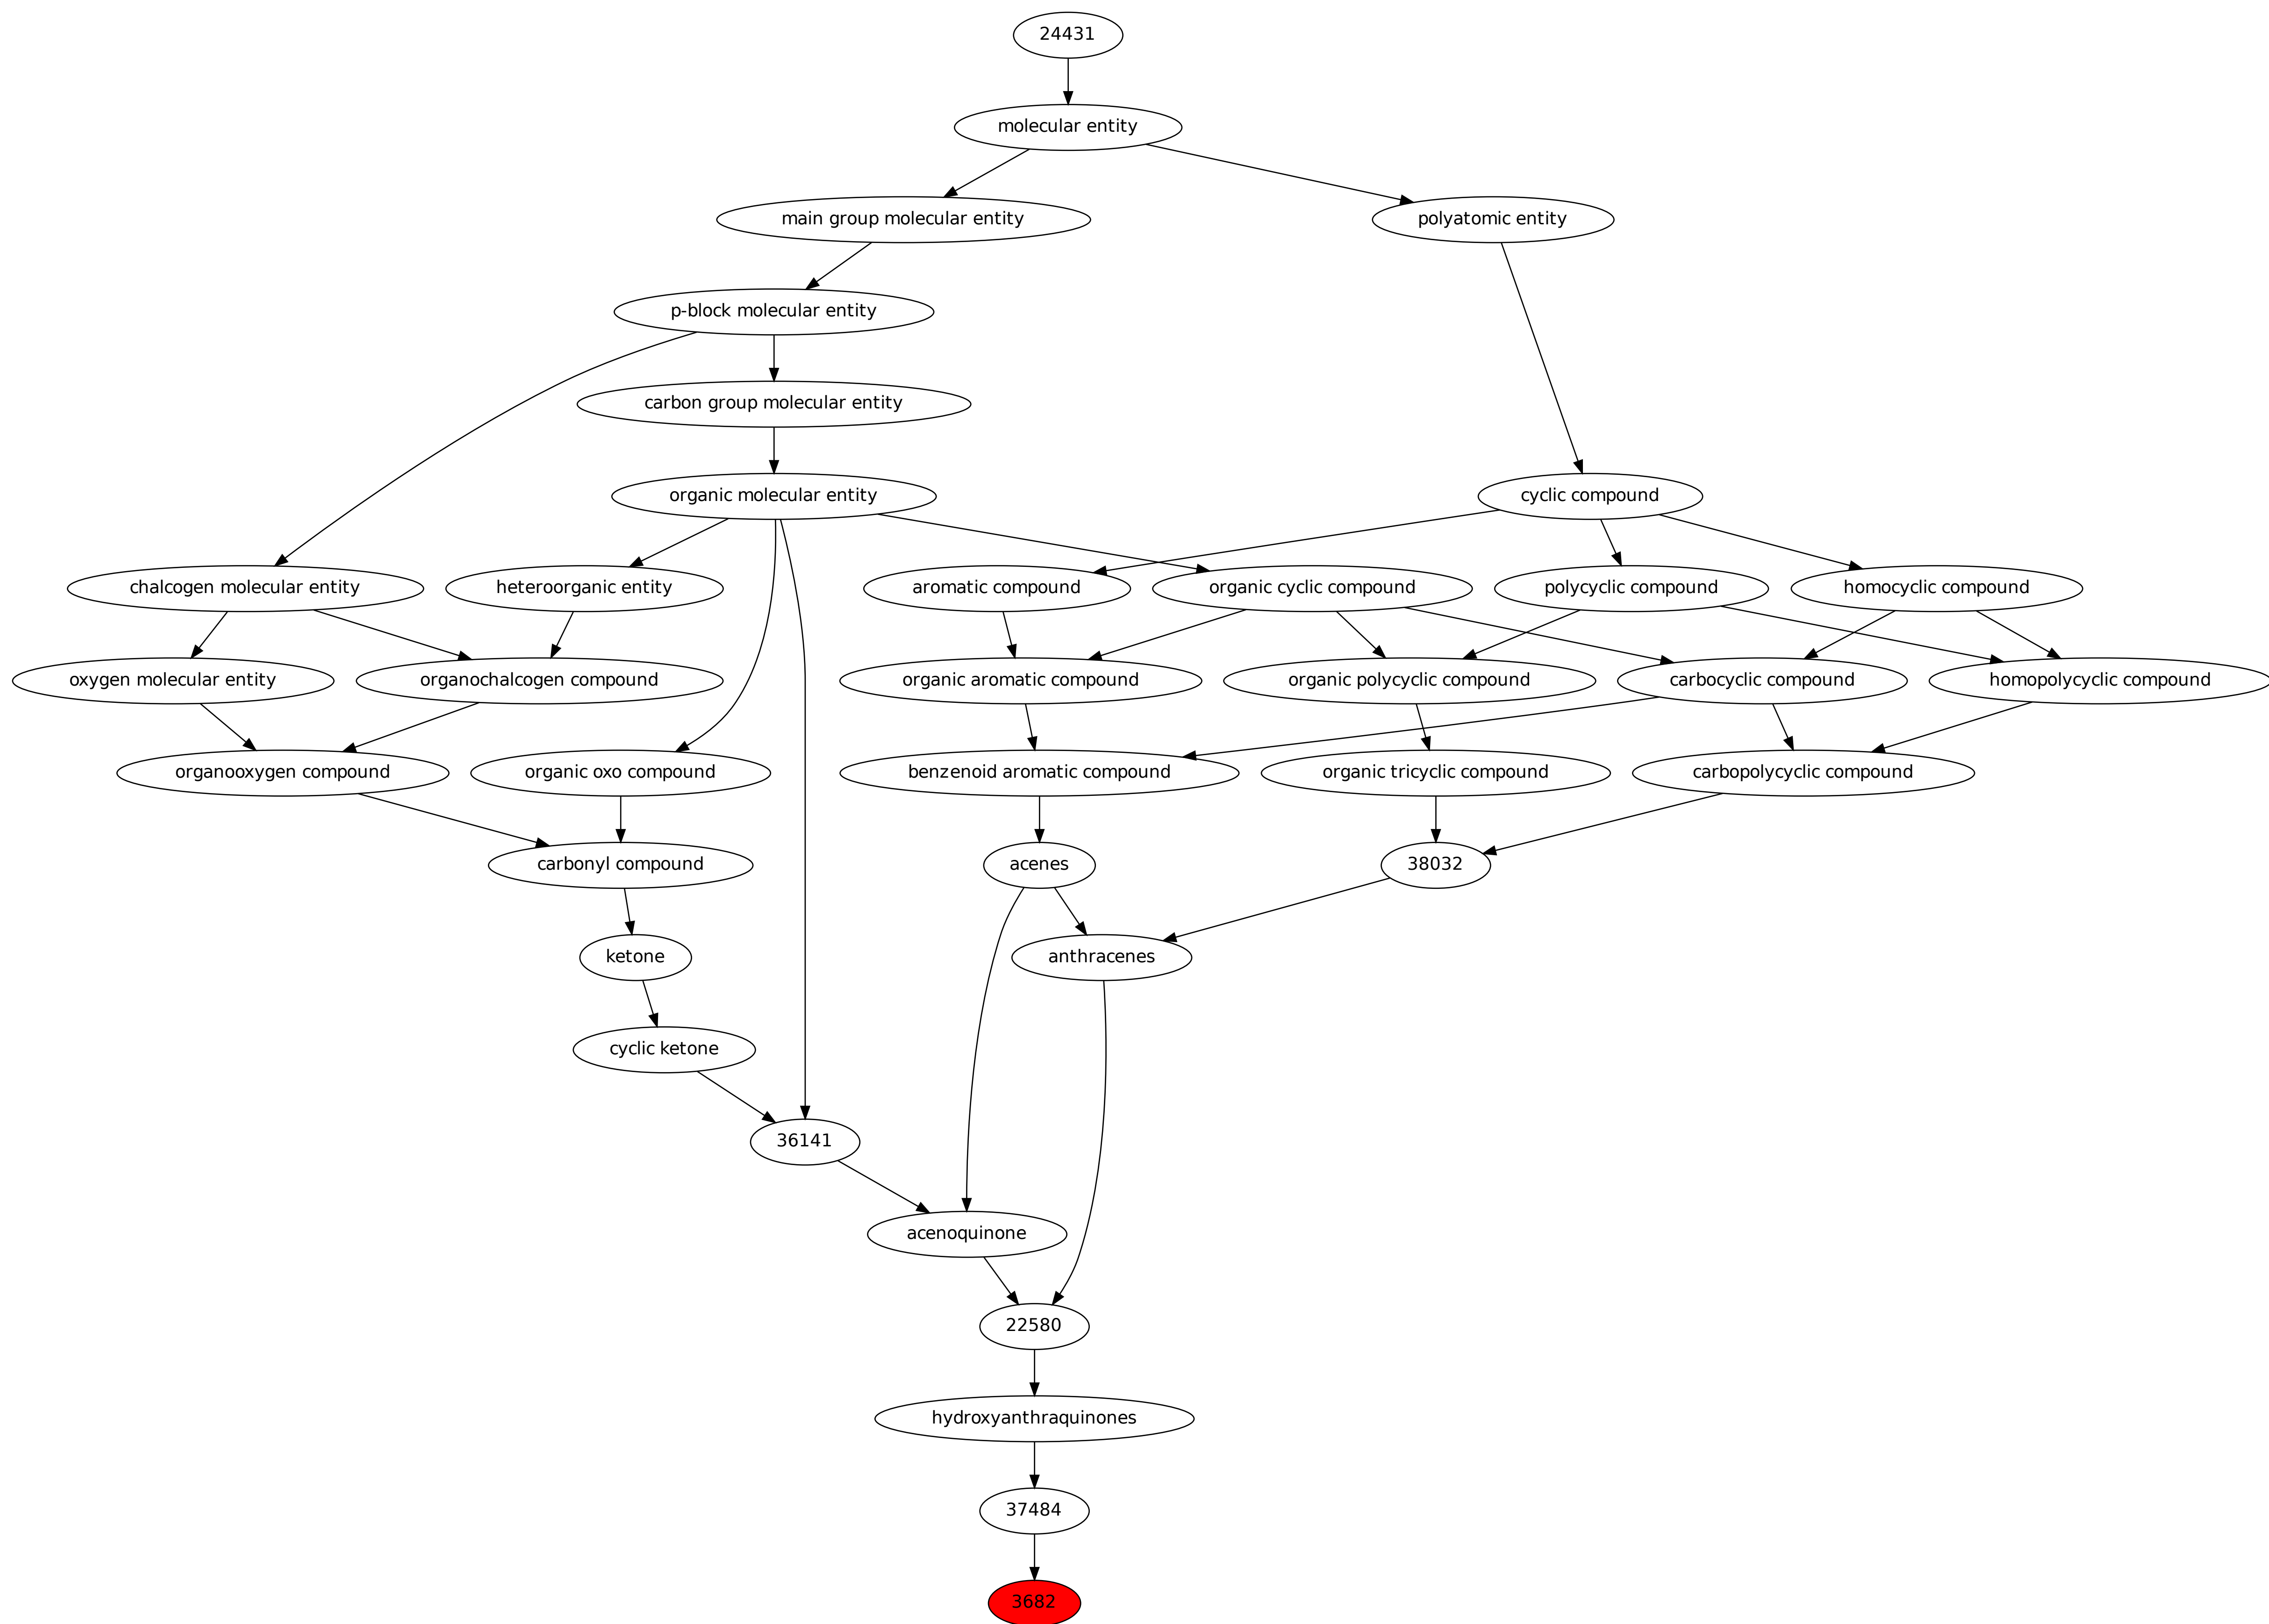 24431
molecular entity
main group molecular entity
polyatomic entity
p-block molecular entity
carbon group molecular entity
organic molecular entity
cyclic compound
chalcogen molecular entity
heteroorganic entity
aromatic compound
organic cyclic compound
polycyclic compound
homocyclic compound
oxygen molecular entity
organochalcogen compound
organic aromatic compound
organic polycyclic compound
carbocyclic compound
homopolycyclic compound
organooxygen compound
organic oxo compound
benzenoid aromatic compound
organic tricyclic compound
carbopolycyclic compound
carbonyl compound
acenes
38032
ketone
anthracenes
cyclic ketone
36141
acenoquinone
22580
hydroxyanthraquinones
37484
3682